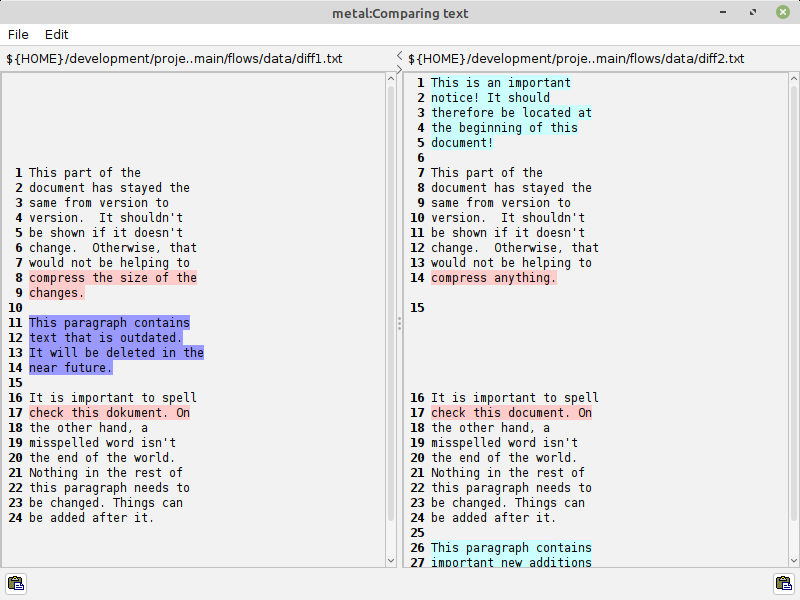 metal:Comparing text
File Edit
${HOME}/development/proje..main/flows/data/diff1.txt
1 This part of the
2 document has stayed the
3 same from version to
4 version.  It shouldn't
5 be shown if it doesn't
6 change.  Otherwise, that
7 would not be helping to
8 compress the size of the
9 changes.
10
11 This paragraph contains
12 text that is outdated.
13 It will be deleted in the
14 near future.
15
16 It is important to spell
17 check this dokument. On
18 the other hand, a
19 misspelled word isn't
20 the end of the world.
21 Nothing in the rest of
22 this paragraph needs to
23 be changed. Things can
24 be added after it.
${HOME}/development/proje..main/flows/data/diff2.txt
1 This is an important
2 notice! It should
3 therefore be located at
4 the beginning of this
5 document!
6
7 This part of the
8 document has stayed the
9 same from version to
10 version.  It shouldn't
11 be shown if it doesn't
12 change.  Otherwise, that
13 would not be helping to
14 compress anything.
15
16 It is important to spell
17 check this document. On
18 the other hand, a
19 misspelled word isn't
20 the end of the world.
21 Nothing in the rest of
22 this paragraph needs to
23 be changed. Things can
24 be added after it.
25
26 This paragraph contains
27 important new additions